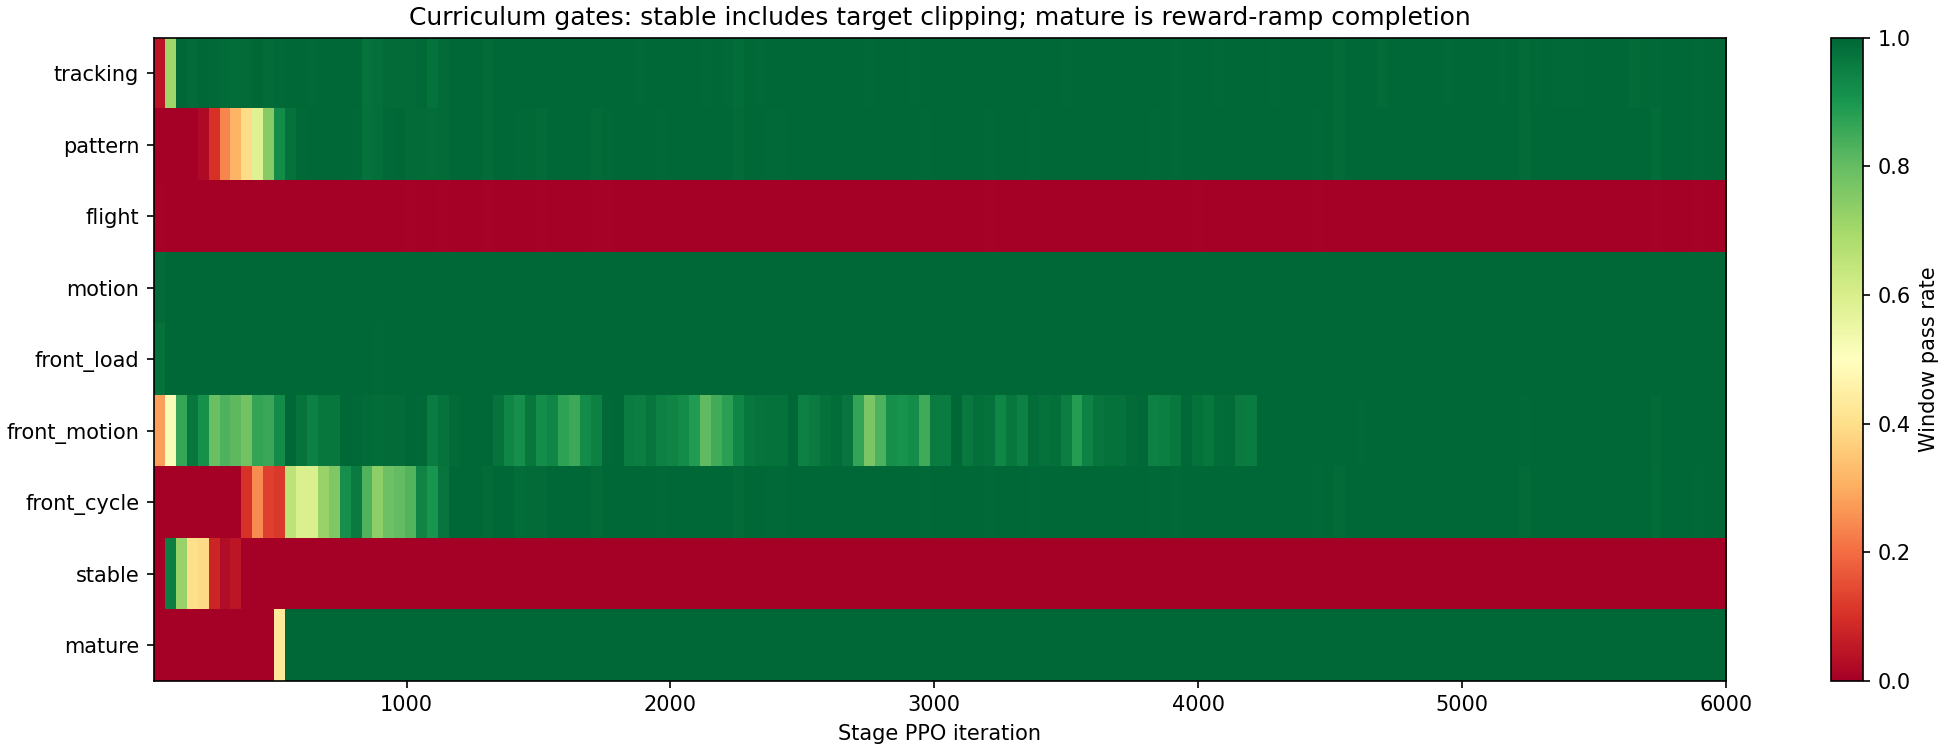 Curriculum gates: stable includes target clipping; mature is reward-ramp completion
tracking
pattern
flight
motion
front_load
front_motion
front_cycle
stable
mature
1000
2000
3000
4000
5000
6000
Stage PPO iteration
1.0
0.8
0.6
0.4
0.2
0.0
Window pass rate